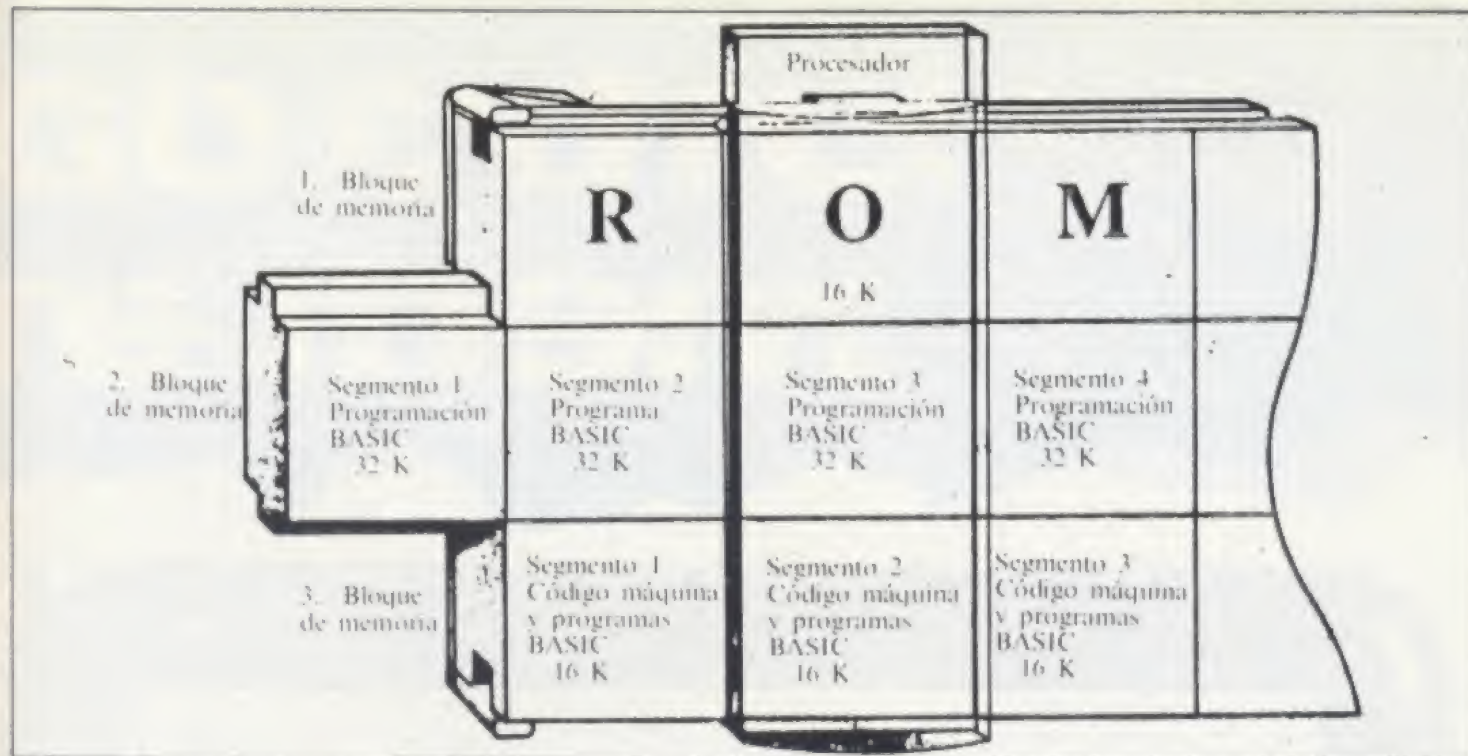 Procesador
1. Bloque
de memoria
R O M
16 K
2. Bloque
de memoria
Segmento 1
Programación
BASIC
32 K
Segmento 2
Programa
BASIC
32 K
Segmento 3
Programación
BASIC
32 K
Segmento 4
Programación
BASIC
32 K
3. Bloque
de memoria
Segmento 1
Código máquina
y programas
BASIC
16 K
Segmento 2
Código máquina
y programas
BASIC
16 K
Segmento 3
Código máquina
y programas
BASIC
16 K